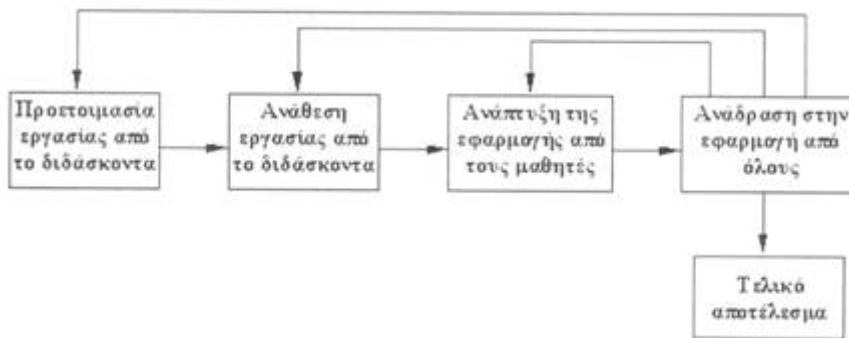 Προετοιμασία
εργασίας από
το διδάσκοντα
Ανάθεση
εργασίας από
το διδάσκοντα
Ανάπτυξη της
εφαρμογής από
τους μαθητές
Ανάδραση στην
εφαρμογή από
όλους
Τελικό
αποτέλεσμα